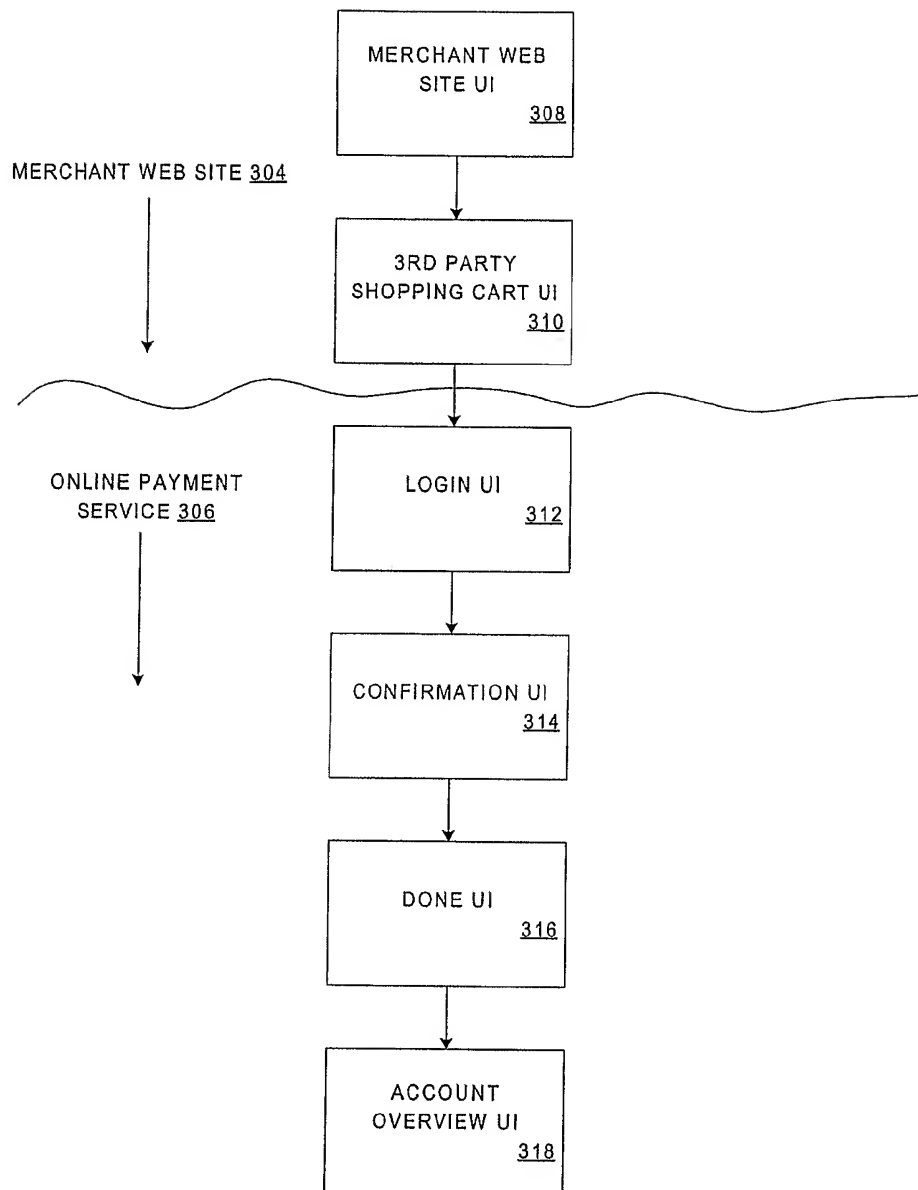 MERCHANT WEB
SITE UI
308
MERCHANT WEB SITE 304
3RD PARTY
SHOPPING CART UI
310
ONLINE PAYMENT
SERVICE 306
LOGIN UI
312
CONFIRMATION UI
314
DONE UI
316
ACCOUNT
OVERVIEW UI
318